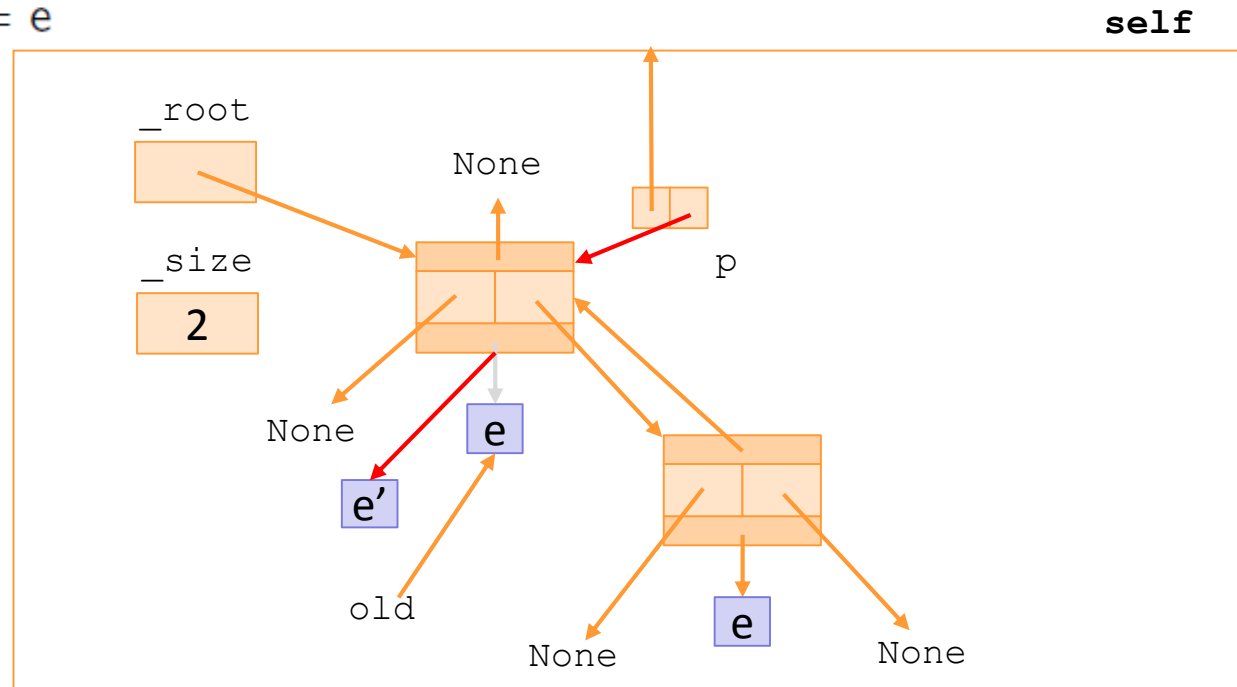 = e
self
_root
None
_size
p
2
None
e
e’
old
e
None
None